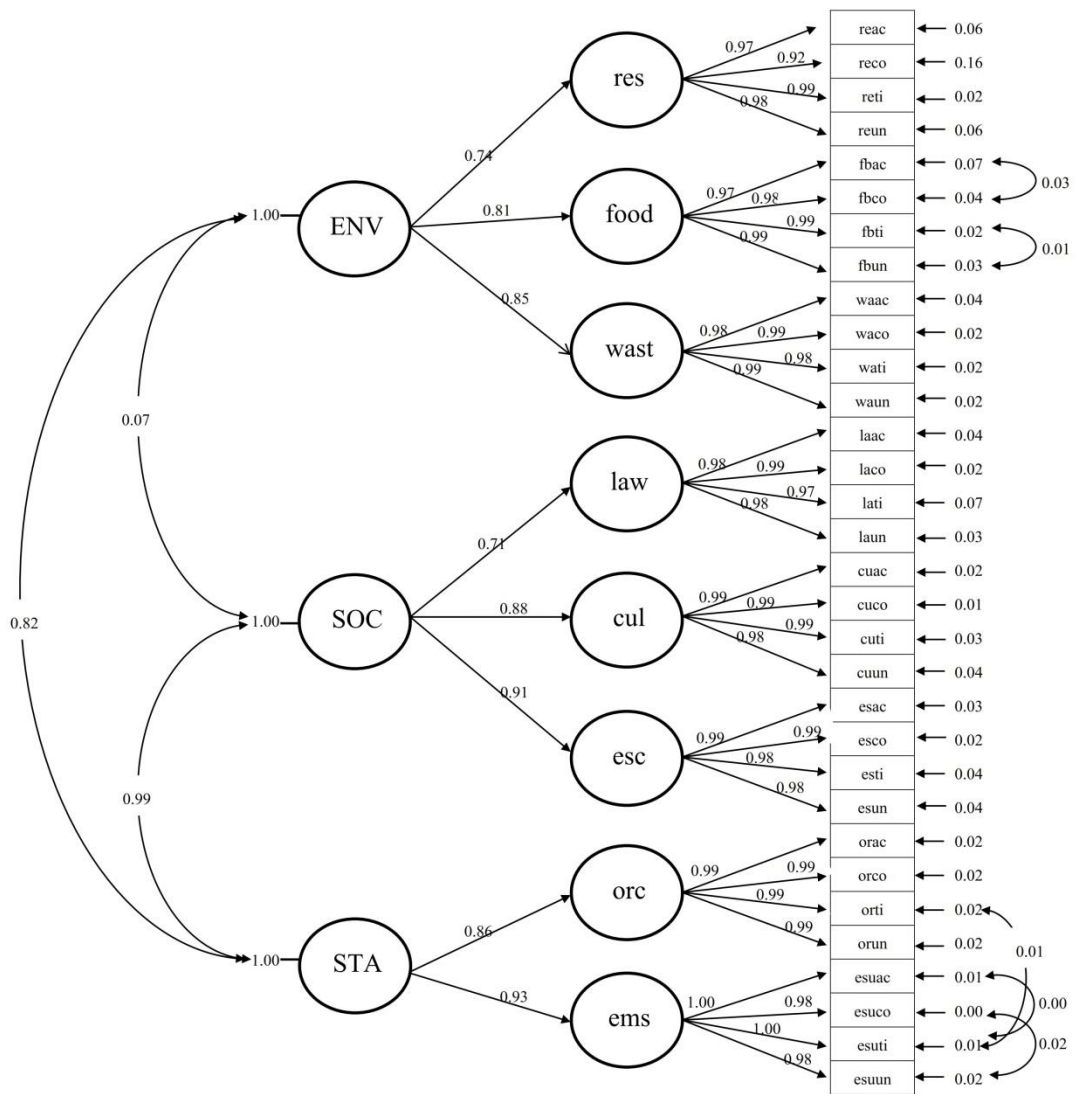 reac 0.06
0.97
res
reco 0.16
0.92
0.99
reti 0.02
0.98
reun 0.06
0.74
fbac 0.07
0.03
0.97
fbco 0.04
0.98
1.00
ENV
0.81
food
0.99
fbti 0.02
0.01
0.99
fbun 0.03
0.85
waac 0.04
0.98
0.99
waco 0.02
wast
0.98
wati 0.02
0.99
waun 0.02
0.07
laac 0.04
0.98
0.99
laco 0.02
law
0.97
lati 0.07
0.98
laun 0.03
0.71
cuac 0.02
0.99
0.99
cuco 0.01
0.82
1.00
SOC
0.88
cul
0.99
cuti 0.03
0.98
cuun 0.04
0.91
esac 0.03
0.99
0.99
esco 0.02
esc
0.98
esti 0.04
0.98
esun 0.04
0.99
orac 0.02
0.99
0.99
orco 0.02
orc
0.99
orti 0.02
0.99
orun 0.02
0.01
0.86
1.00
STA
esuac 0.01
0.93
1.00
0.98
esuco 0.00
0.00
ems
1.00
esuti 0.01
0.02
0.98
esuun 0.02